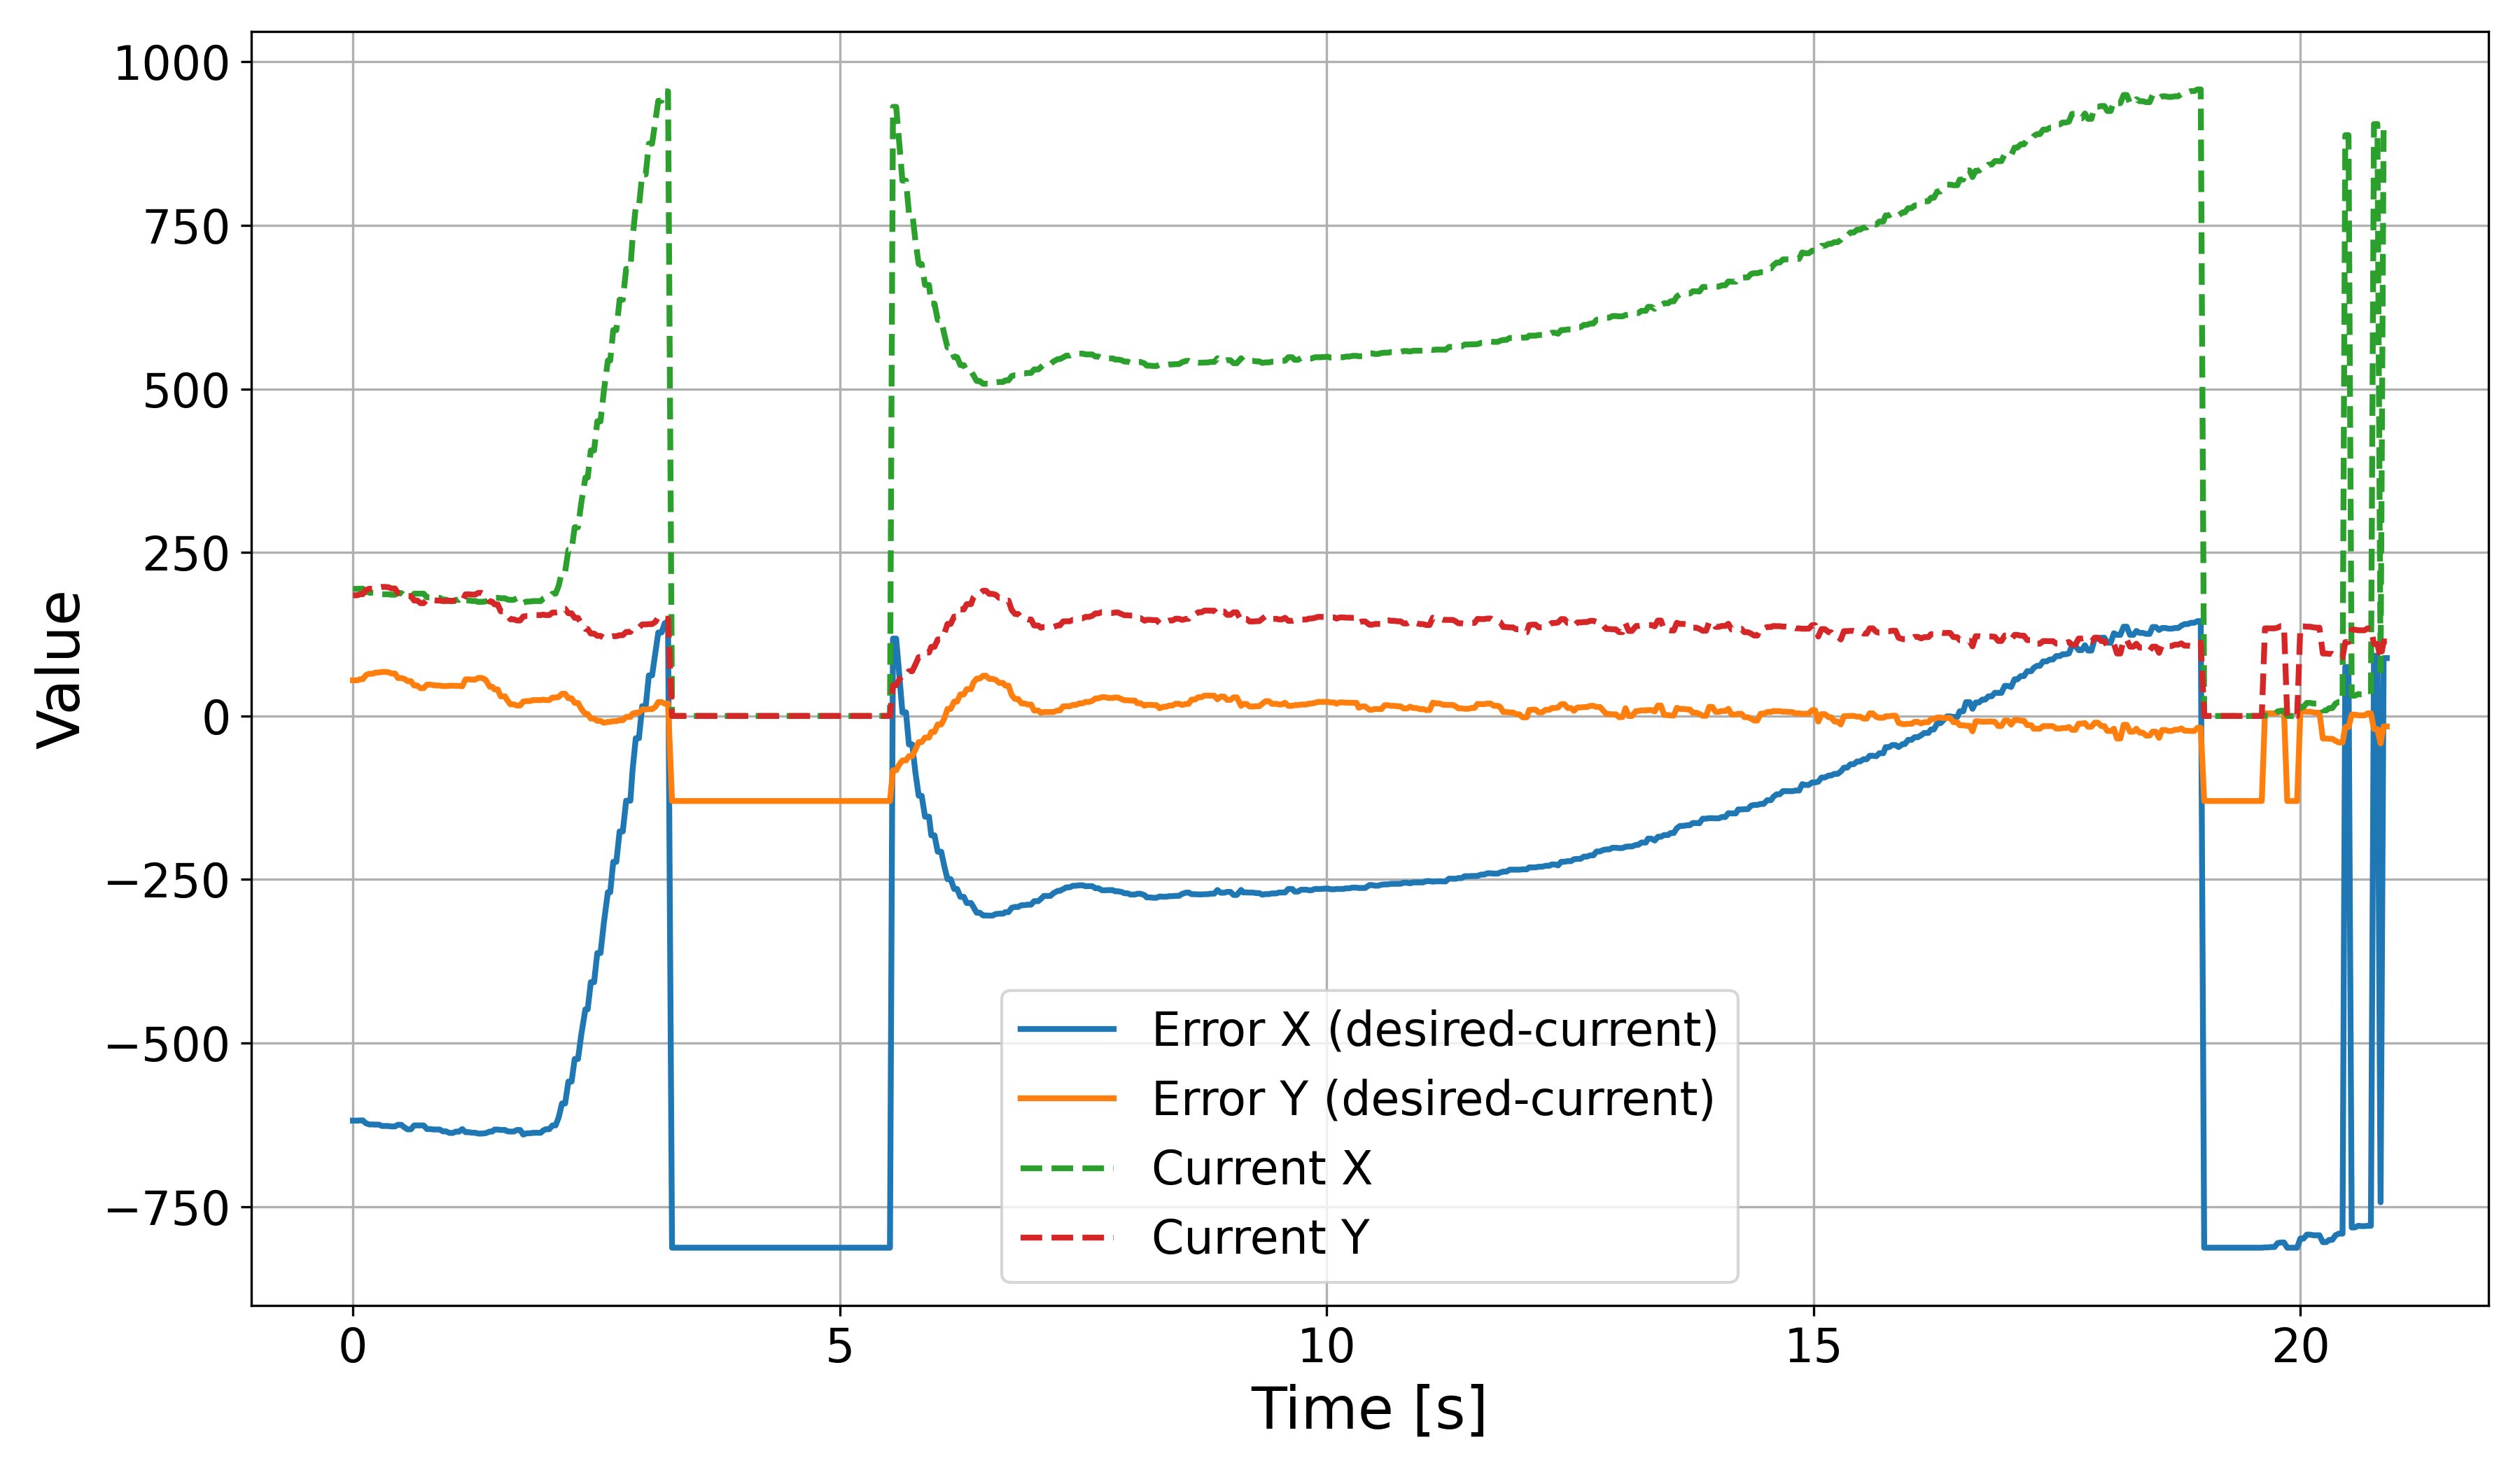 1000
750
500
250
0
−250
−500
−750
Value
0 5 10 15 20
Time [s]
Error X (desired-current)
Error Y (desired-current)
Current X
Current Y